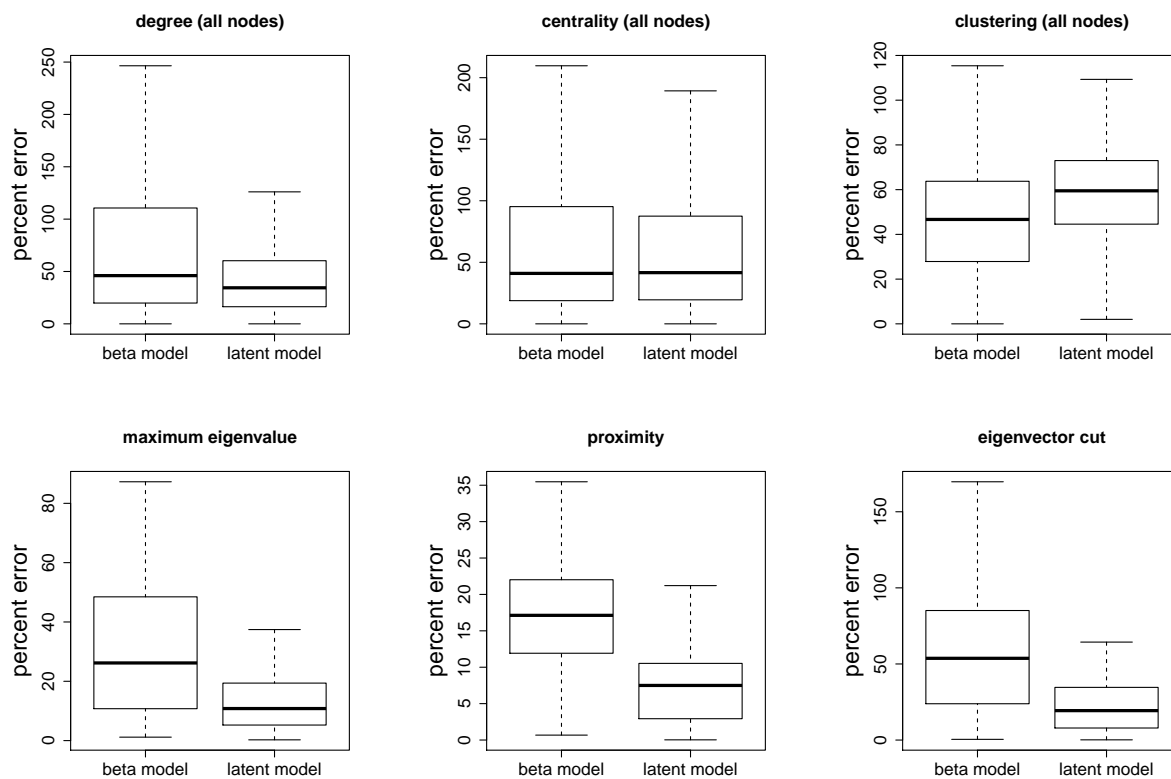 degree (all nodes)
percent error
0
50
100
150
200
250
beta model
latent model
centrality (all nodes)
percent error
0
50
100
150
200
beta model
latent model
clustering (all nodes)
percent error
0
20
40
60
80
100
120
beta model
latent model
maximum eigenvalue
percent error
0
20
40
60
80
beta model
latent model
proximity
percent error
0
5
10
15
20
25
30
35
beta model
latent model
eigenvector cut
percent error
0
50
100
150
beta model
latent model